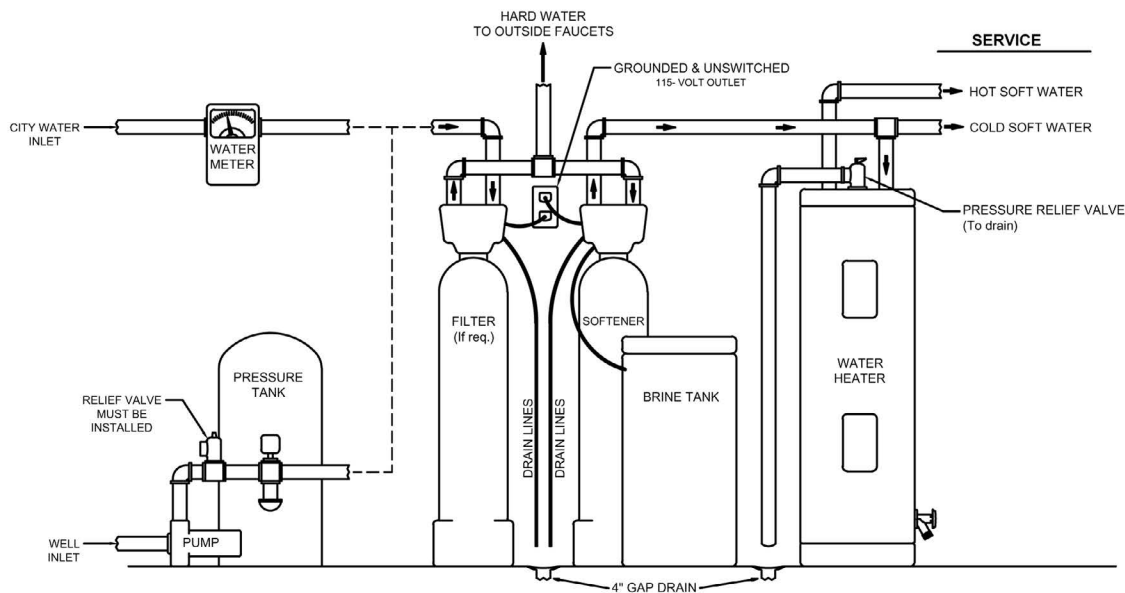 HARD WATER
TO OUTSIDE FAUCETS
SERVICE
GROUNDED & UNSWITCHED
115- VOLT OUTLET
HOT SOFT WATER
CITY WATER
INLET
WATER
METER
COLD SOFT WATER
PRESSURE RELIEF VALVE
(To drain)
FILTER
(If req.)
SOFTENER
WATER
HEATER
PRESSURE
TANK
BRINE TANK
RELIEF VALVE
MUST BE
INSTALLED
DRAIN LINES
DRAIN LINES
WELL
INLET
PUMP
4" GAP DRAIN